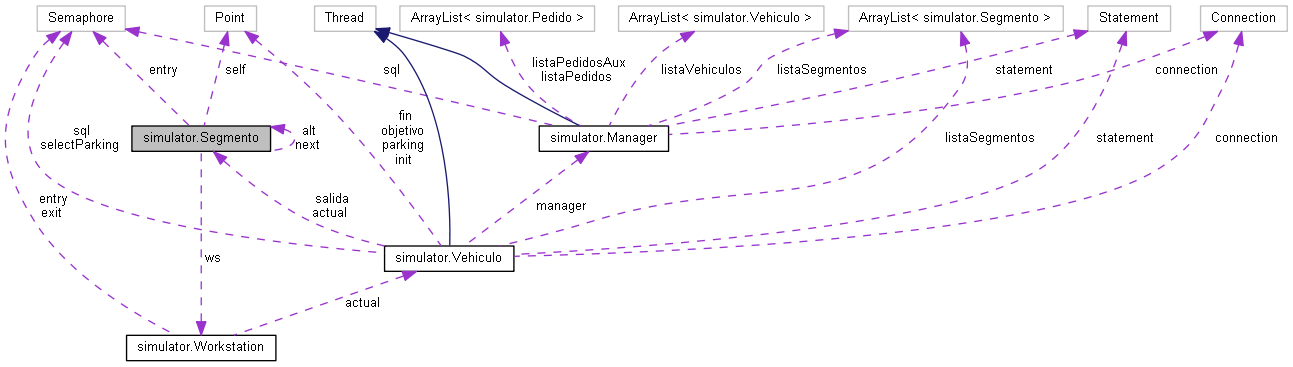 Semaphore
Point
Thread
ArrayList< simulator.Pedido >
ArrayList< simulator.Vehiculo >
ArrayList< simulator.Segmento >
Statement
Connection
entry
self
sql
listaPedidosAux
listaPedidos
listaVehiculos
listaSegmentos
statement
connection
fin
objetivo
parking
init
simulator.Segmento
alt
next
simulator.Manager
sql
selectParking
listaSegmentos
statement
connection
entry
exit
salida
actual
manager
ws
simulator.Vehiculo
actual
simulator.Workstation